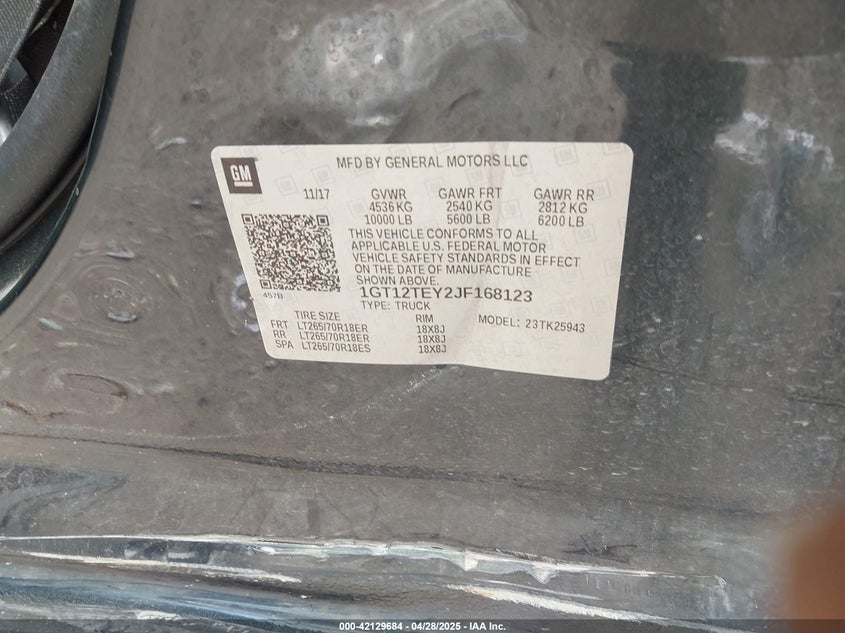 GM
MFD BY GENERAL MOTORS LLC
11/17 GVWR GAWR FRT GAWR RR
4536 KG 2540 KG 2812 KG
10000 LB 5600 LB 6200 LB
THIS VEHICLE CONFORMS TO ALL
APPLICABLE U.S. FEDERAL MOTOR
VEHICLE SAFETY STANDARDS IN EFFECT
ON THE DATE OF MANUFACTURE
SHOWN ABOVE.
457B
1GT12TEY2JF168123
TYPE: TRUCK
TIRE SIZE RIM MODEL: 23TK25943
FRT LT265/70R18ER 18X8J
RR LT265/70R18ER 18X8J
SPA LT265/70R18ES 18X8J
000-42129684 / 04/28/2025 - IAA Inc.